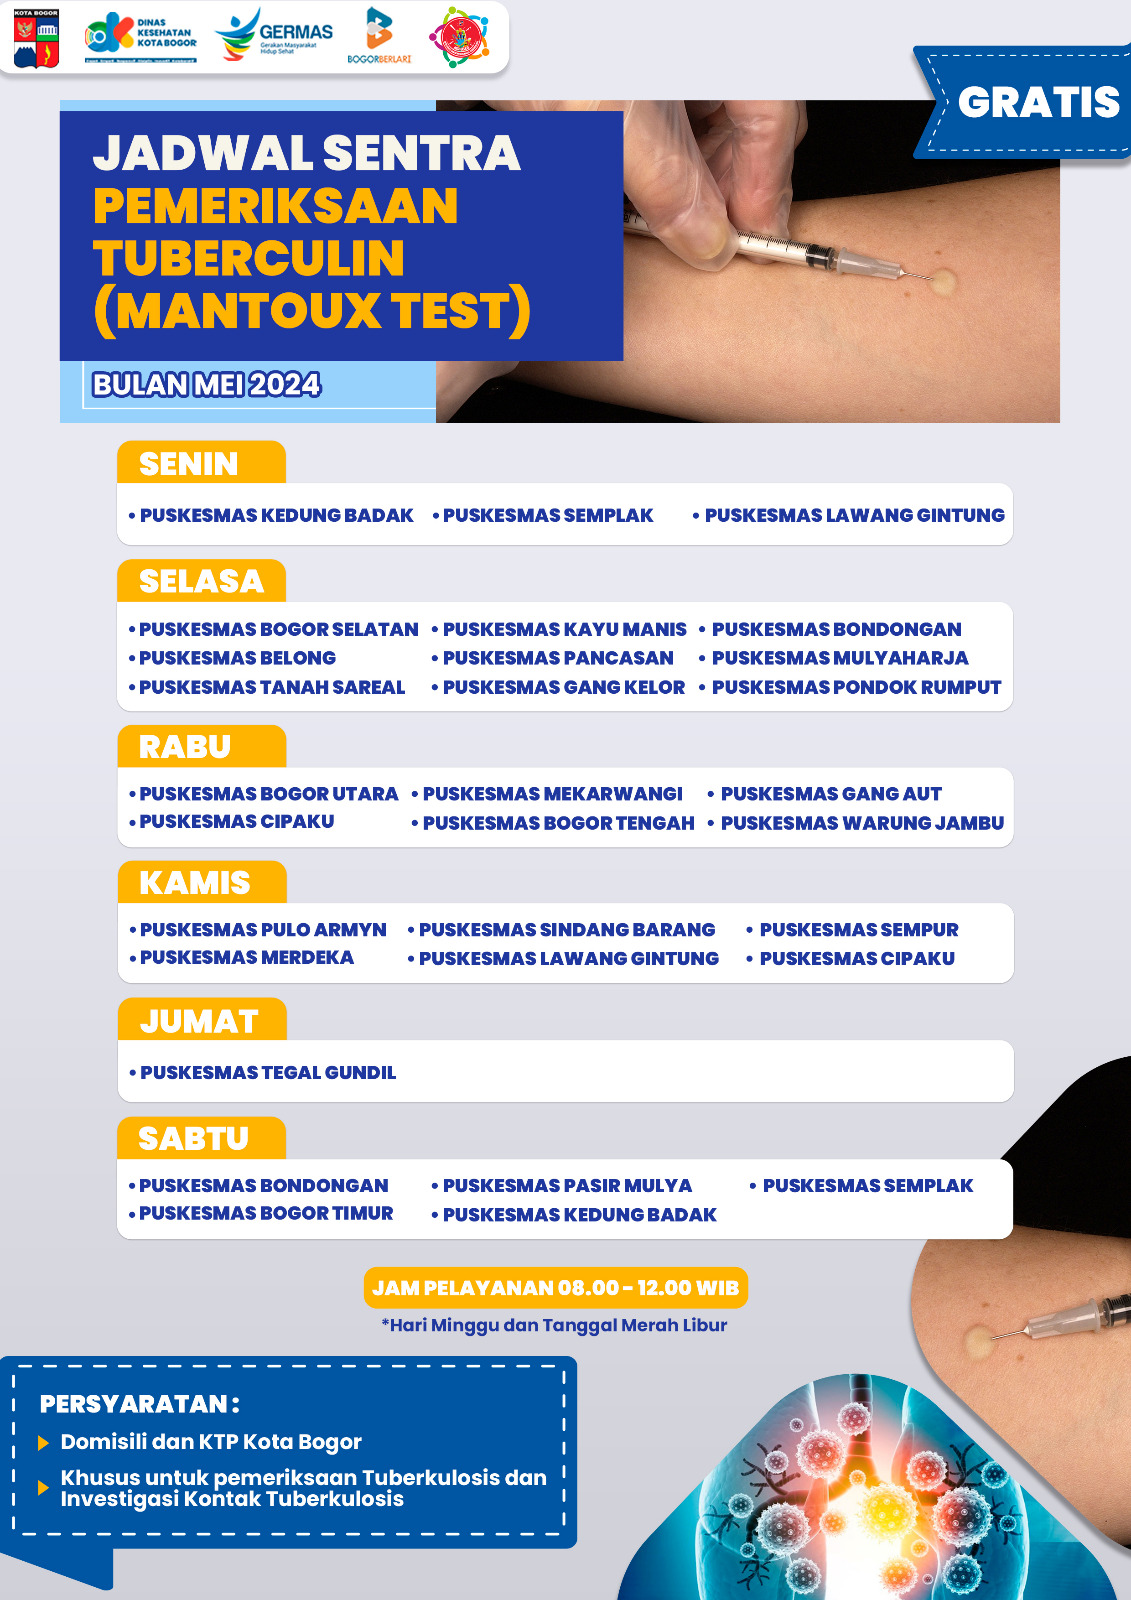 KOTA BOGOR
DINAS
KESEHATAN
KOTA BOGOR
GERMAS
Gerakan Masyarakat
Hidup Sehat
BOGORBERLARI
GRATIS
JADWAL SENTRA
PEMERIKSAAN
TUBERCULIN
(MANTOUX TEST)
BULAN MEI 2024
SENIN
• PUSKESMAS KEDUNG BADAK • PUSKESMAS SEMPLAK • PUSKESMAS LAWANG GINTUNG
SELASA
• PUSKESMAS BOGOR SELATAN • PUSKESMAS KAYU MANIS • PUSKESMAS BONDONGAN
• PUSKESMAS BELONG • PUSKESMAS PANCASAN • PUSKESMAS MULYAHARJA
• PUSKESMAS TANAH SAREAL • PUSKESMAS GANG KELOR • PUSKESMAS PONDOK RUMPUT
RABU
• PUSKESMAS BOGOR UTARA • PUSKESMAS MEKARWANGI • PUSKESMAS GANG AUT
• PUSKESMAS CIPAKU • PUSKESMAS BOGOR TENGAH • PUSKESMAS WARUNG JAMBU
KAMIS
• PUSKESMAS PULO ARMYN • PUSKESMAS SINDANG BARANG • PUSKESMAS SEMPUR
• PUSKESMAS MERDEKA • PUSKESMAS LAWANG GINTUNG • PUSKESMAS CIPAKU
JUMAT
• PUSKESMAS TEGAL GUNDIL
SABTU
• PUSKESMAS BONDONGAN • PUSKESMAS PASIR MULYA • PUSKESMAS SEMPLAK
• PUSKESMAS BOGOR TIMUR • PUSKESMAS KEDUNG BADAK
JAM PELAYANAN 08.00 - 12.00 WIB
*Hari Minggu dan Tanggal Merah Libur
PERSYARATAN :
Domisili dan KTP Kota Bogor
Khusus untuk pemeriksaan Tuberkulosis dan
Investigasi Kontak Tuberkulosis